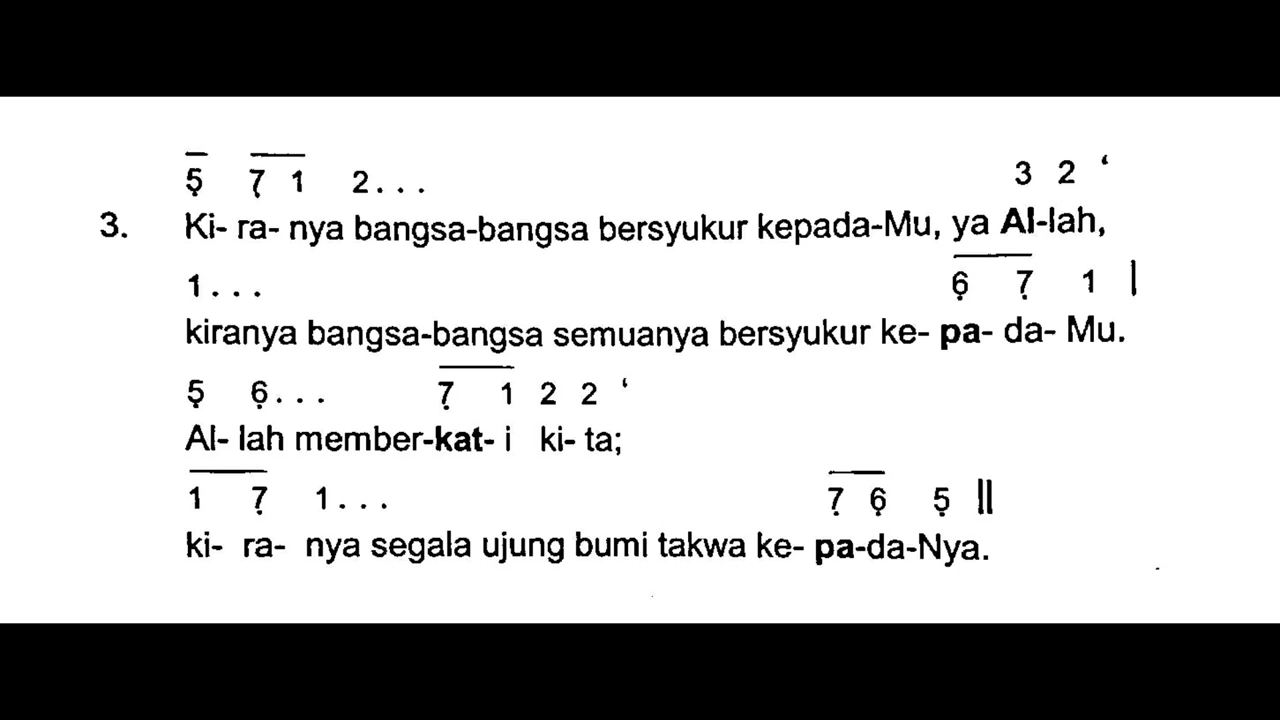 5̣ 7̣ 1 2... 3 2 ‘
3. Ki- ra- nya bangsa-bangsa bersyukur kepada-Mu, ya Al-lah,
1... 6̣ 7̣ 1 |
kiranya bangsa-bangsa semuanya bersyukur ke- pa- da- Mu.
5̣ 6̣... 7̣ 1 2 2 ‘
Al- lah member-kat- i ki- ta;
1 7̣ 1... 7̣ 6̣ 5̣ ||
ki- ra- nya segala ujung bumi takwa ke- pa-da-Nya.